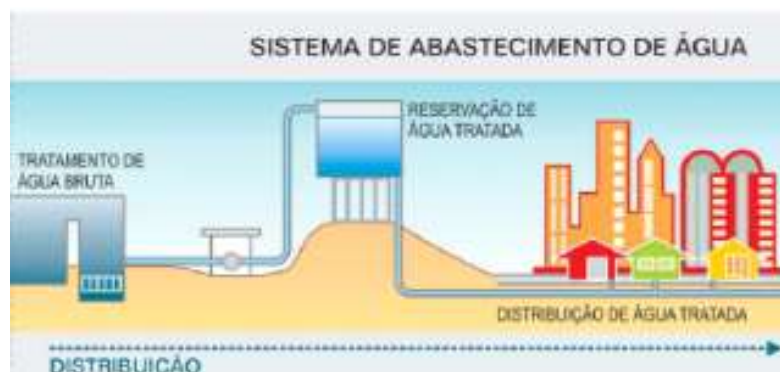 SISTEMA DE ABASTECIMENTO DE ÁGUA
RESERVAÇÃO DE
ÁGUA TRATADA
TRATAMENTO DE
ÁGUA BRUTA
DISTRIBUIÇÃO DE ÁGUA TRATADA
DISTRIBUIÇÃO